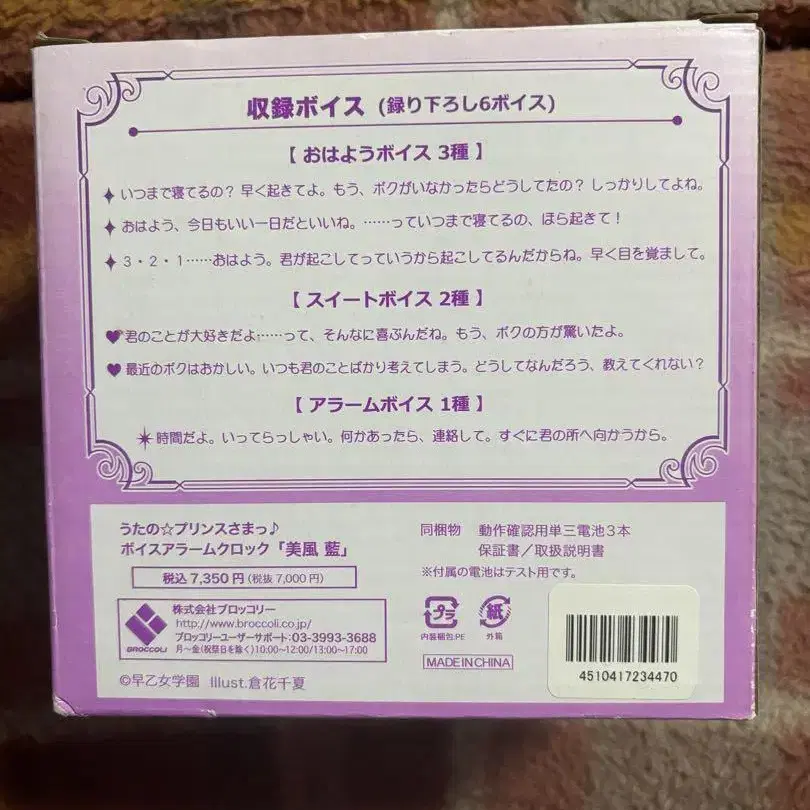 収録ボイス (録り下ろし6ボイス)
【 おはようボイス 3種 】
いつまで寝てるの? 早く起きてよ。もう、ボクがいなかったらどうしてたの? しっかりしてよね。
おはよう、今日もいい一日だといいね。……っていつまで寝てるの、ほら起きて!
3・2・1……おはよう。君が起こしてっていうから起こしてるんだからね。早く目を覚まして。
【 スイートボイス 2種 】
君のことが大好きだよ……って、そんなに喜ぶんだね。もう、ボクの方が驚いたよ。
最近のボクはおかしい。いつも君のことばかり考えてしまう。どうしてなんだろう、教えてくれない?
【 アラームボイス 1種 】
時間だよ。いってらっしゃい。何かあったら、連絡して。すぐに君の所へ向かうから。
うたの☆プリンスさまっ♪
ボイスアラームクロック「美風 藍」
税込 7,350 円 (税抜 7,000 円)
株式会社ブロッコリー
http://www.broccoli.co.jp/
ブロッコリーユーザーサポート:03-3993-3688
月~金(祝祭日を除く)10:00~12:00/13:00~17:00
BROCCOLI
©早乙女学園 Illust.倉花千夏
同梱物 動作確認用単三電池3本
保証書/取扱説明書
※付属の電池はテスト用です。
プラ
内装梱包:PE
紙
外箱
MADE IN CHINA
4510417234470